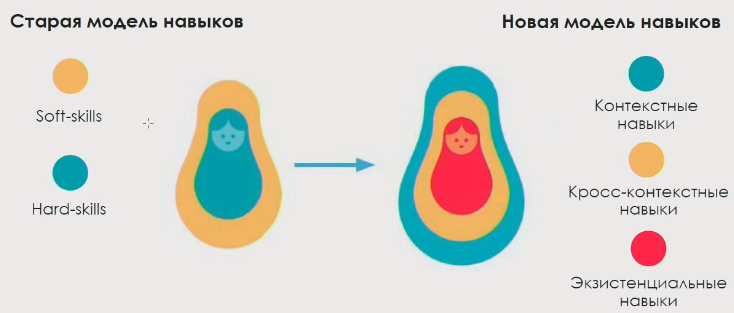 Старая модель навыков
Soft-skills
Hard-skills
Новая модель навыков
Контекстные
навыки
Кросс-контекстные
навыки
Экзистенциальные
навыки